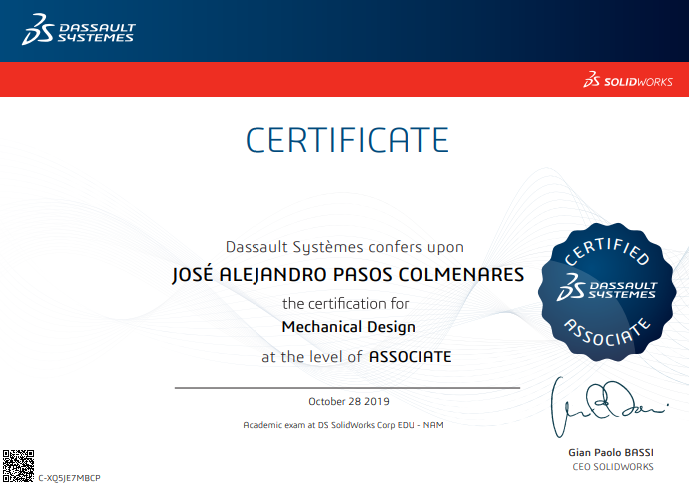 DASSAULT
SYSTEMES
SOLIDWORKS
CERTIFICATE
Dassault Systèmes confers upon
JOSÉ ALEJANDRO PASOS COLMENARES
the certification for
Mechanical Design
at the level of ASSOCIATE
CERTIFIED
DASSAULT
SYSTEMES
ASSOCIATE
October 28 2019
Academic exam at DS SolidWorks Corp EDU - NAM
Gian Paolo BASSI
CEO SOLIDWORKS
C-XQ5JE7MBCP